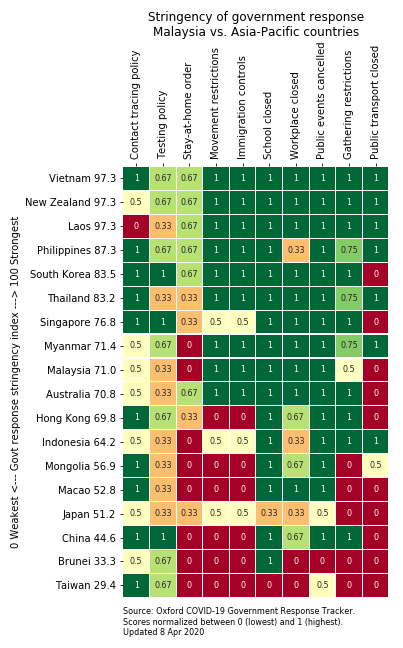 Stringency of government response
Malaysia vs. Asia-Pacific countries
Contact tracing policy
Testing policy
Stay-at-home order
Movement restrictions
Immigration controls
School closed
Workplace closed
Public events cancelled
Gathering restrictions
Public transport closed
0 Weakest <--- Govt response stringency index ---> 100 Strongest
Vietnam 97.3 1 0.67 0.67 1 1 1 1 1 1 1
New Zealand 97.3 0.5 0.67 0.67 1 1 1 1 1 1 1
Laos 97.3 0 0.33 0.67 1 1 1 1 1 1 1
Philippines 87.3 1 0.67 0.67 1 1 1 0.33 1 0.75 1
South Korea 83.5 1 1 0.67 1 1 1 1 1 1 0
Thailand 83.2 1 0.33 0.33 1 1 1 1 1 0.75 1
Singapore 76.8 1 1 0.33 0.5 0.5 1 1 1 1 0
Myanmar 71.4 0.5 0.67 0 1 1 1 1 1 0.75 1
Malaysia 71.0 0.5 0.33 0 1 1 1 1 1 0.5 0
Australia 70.8 0.5 0.33 0.67 1 1 1 1 1 1 0
Hong Kong 69.8 1 0.67 0.33 0 0 1 0.67 1 1 0
Indonesia 64.2 0.5 0.33 0 0.5 0.5 1 0.33 1 1 1
Mongolia 56.9 1 0.33 0 0 0 1 0.67 1 0 0.5
Macao 52.8 1 0.33 0 0 0 1 1 1 0 0
Japan 51.2 0.5 0.33 0.33 0.5 0.5 0.33 0.33 0.5 0 0
China 44.6 1 1 0 0 0 1 0.67 1 1 0
Brunei 33.3 0.5 0.67 0 0 0 1 0 0 0 0
Taiwan 29.4 1 0.67 0 0 0 0 0 0.5 0 0
Source: Oxford COVID-19 Government Response Tracker.
Scores normalized between 0 (lowest) and 1 (highest).
Updated 8 Apr 2020